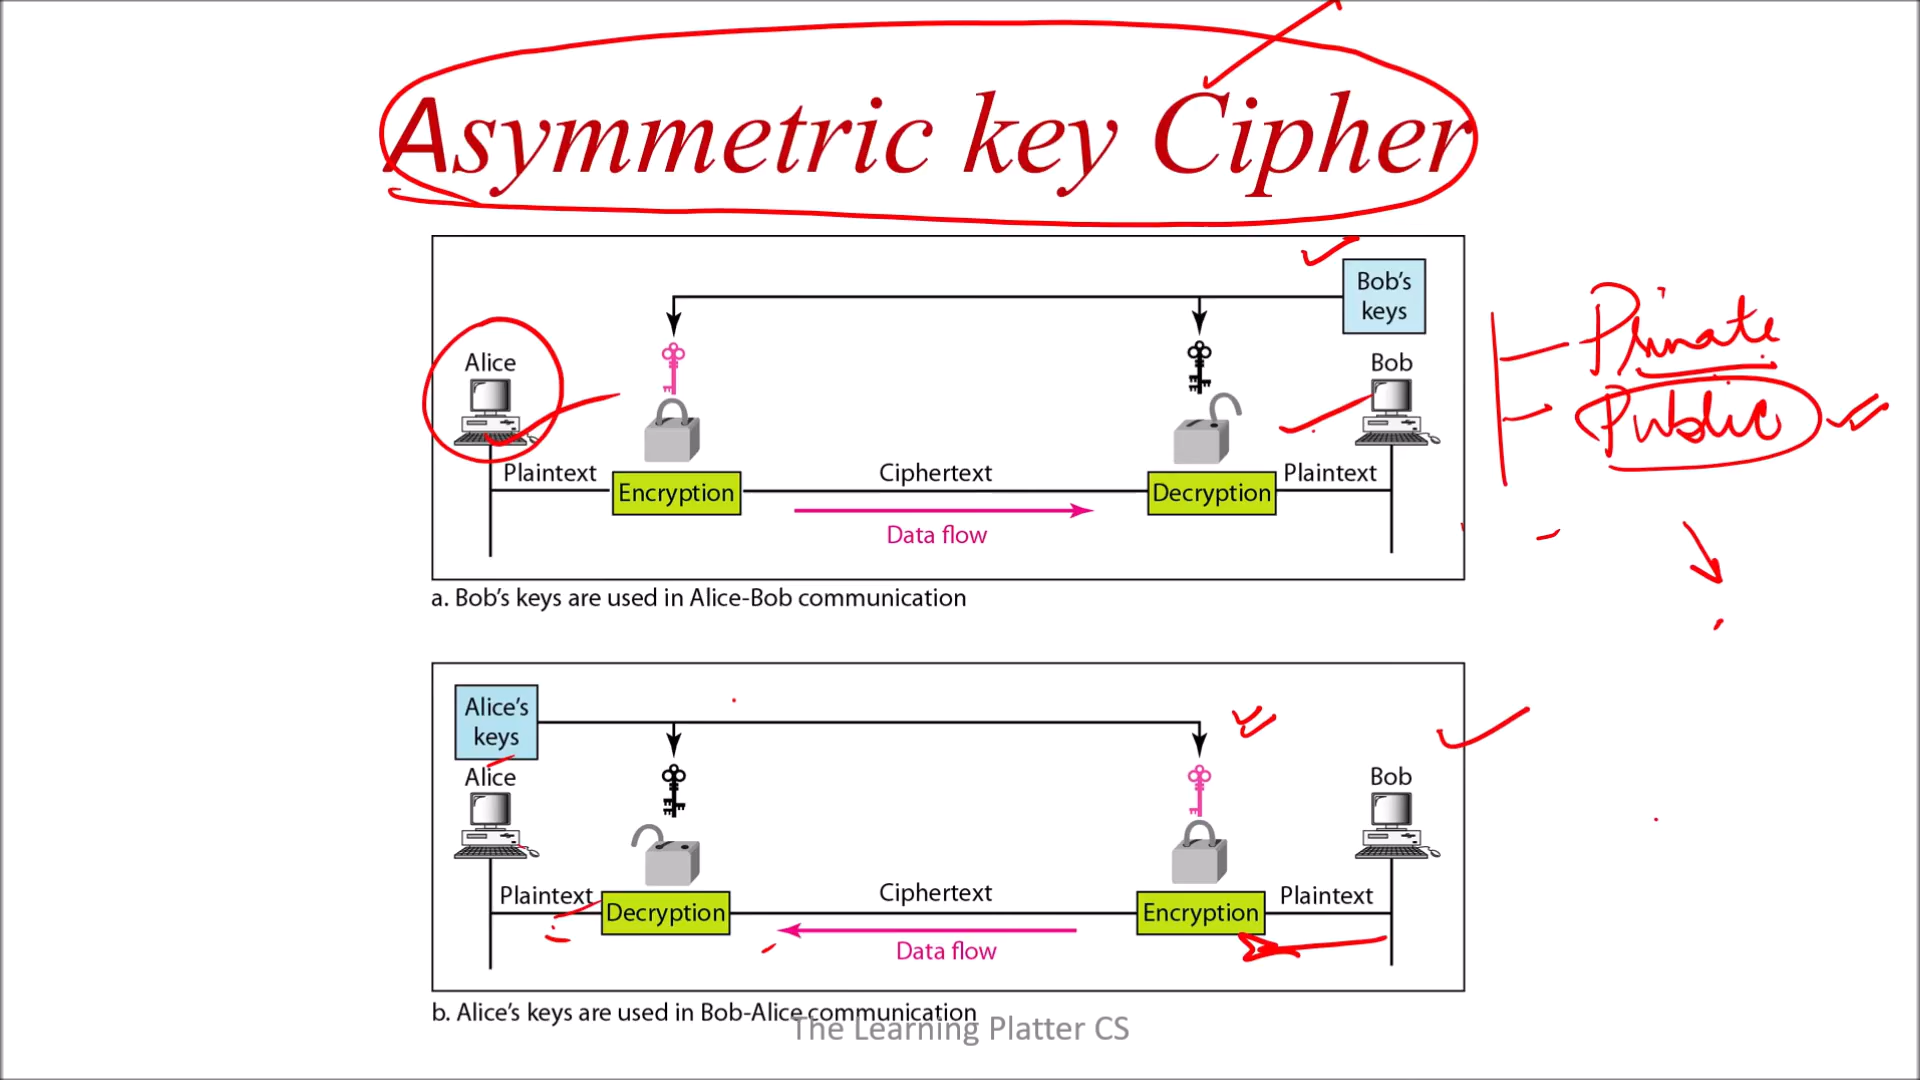 Asymmetric key Cipher
Bob's
keys
Alice
Bob
Private
Public
Plaintext
Encryption
Ciphertext
Decryption
Plaintext
Data flow
a. Bob's keys are used in Alice-Bob communication
Alice's
keys
Alice
Bob
Plaintext
Decryption
Ciphertext
Encryption
Plaintext
Data flow
b. Alice's keys are used in Bob-Alice communication
The Learning Platter CS